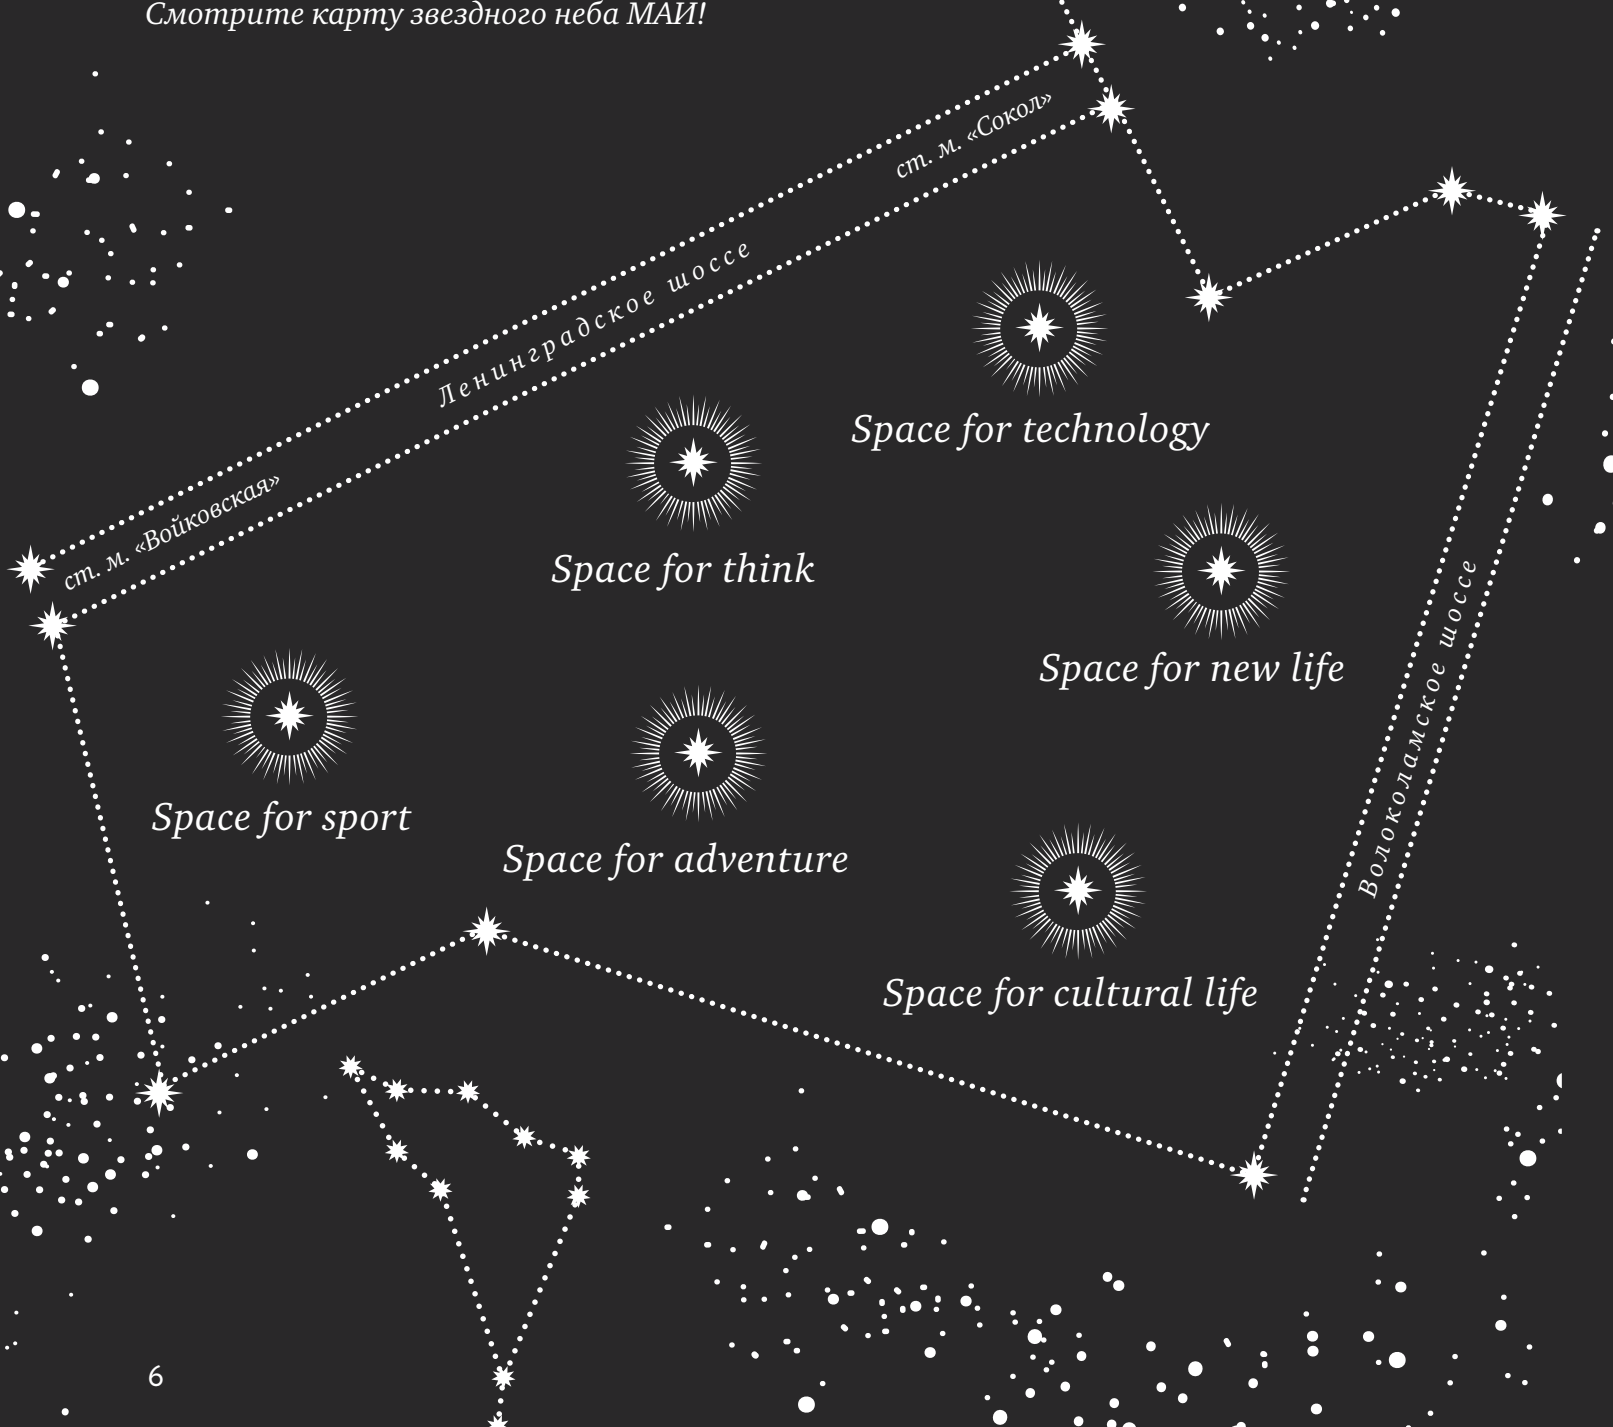 Смотрите карту звездного неба МАИ!
ст. м. «Сокол»
Ленинградское шоссе
ст. м. «Войковская»
Space for technology
Space for think
Space for new life
Волоколамское шоссе
Space for sport
Space for adventure
Space for cultural life
6